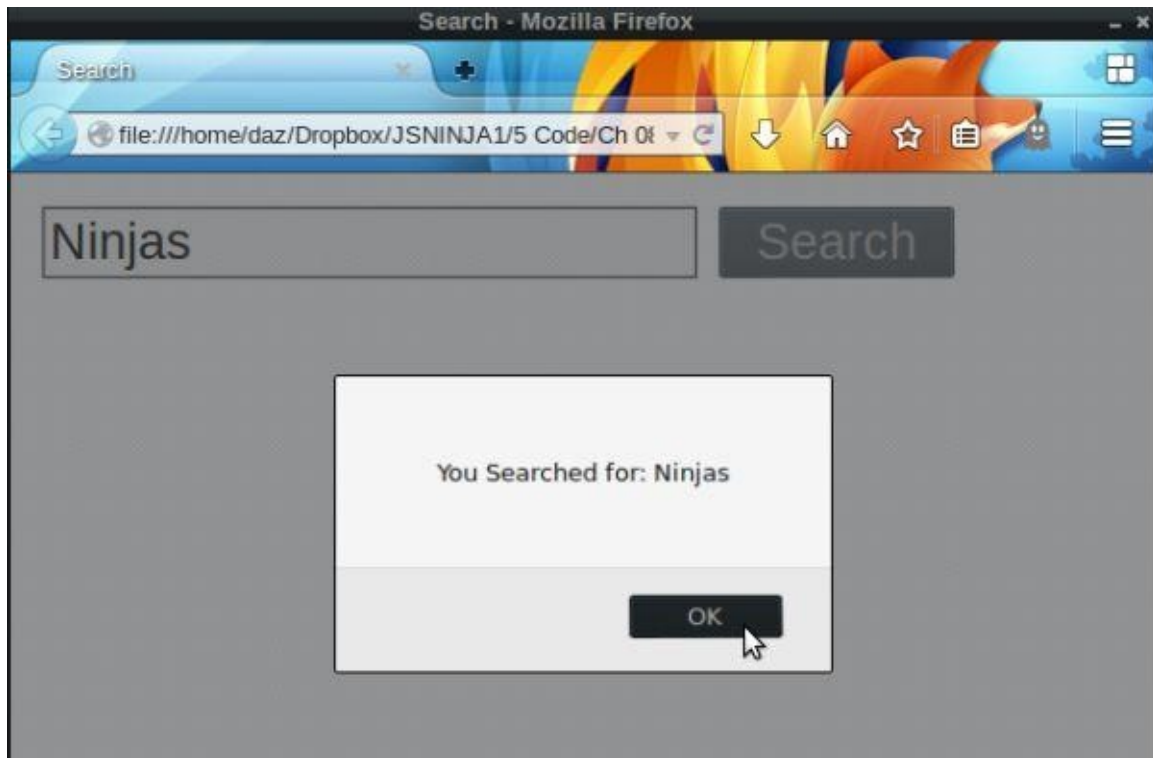 Search - Mozilla Firefox
Search
file:///home/daz/Dropbox/JSNINJA1/5 Code/Ch 08
Ninjas
Search
You Searched for: Ninjas
OK